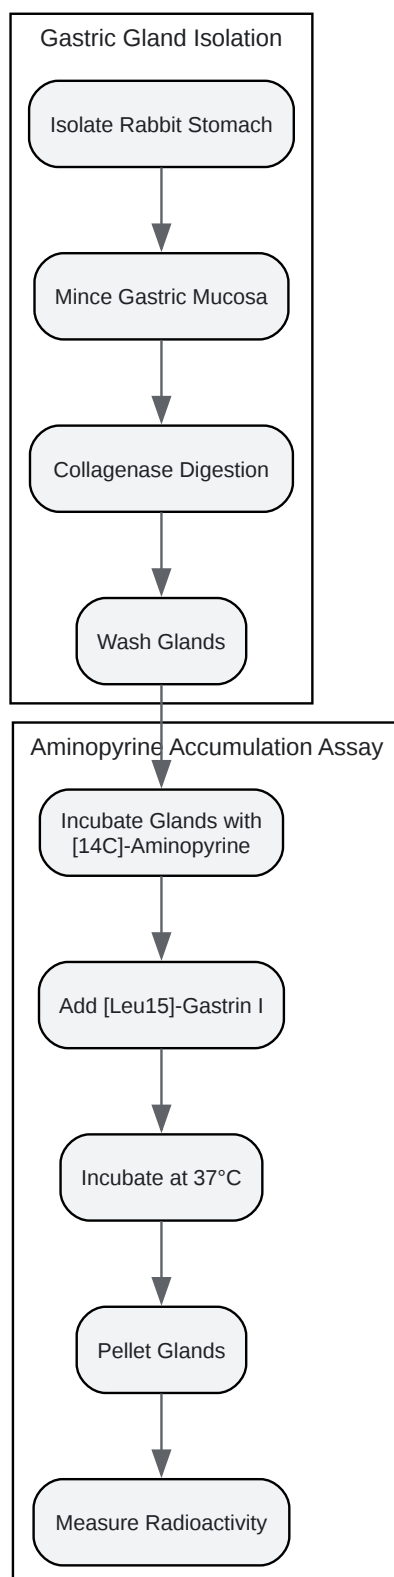 Gastric Gland Isolation
Isolate Rabbit Stomach
Mince Gastric Mucosa
Collagenase Digestion
Wash Glands
Aminopyrine Accumulation Assay
Incubate Glands with
[14C]-Aminopyrine
Add [Leu15]-Gastrin I
Incubate at 37°C
Pellet Glands
Measure Radioactivity